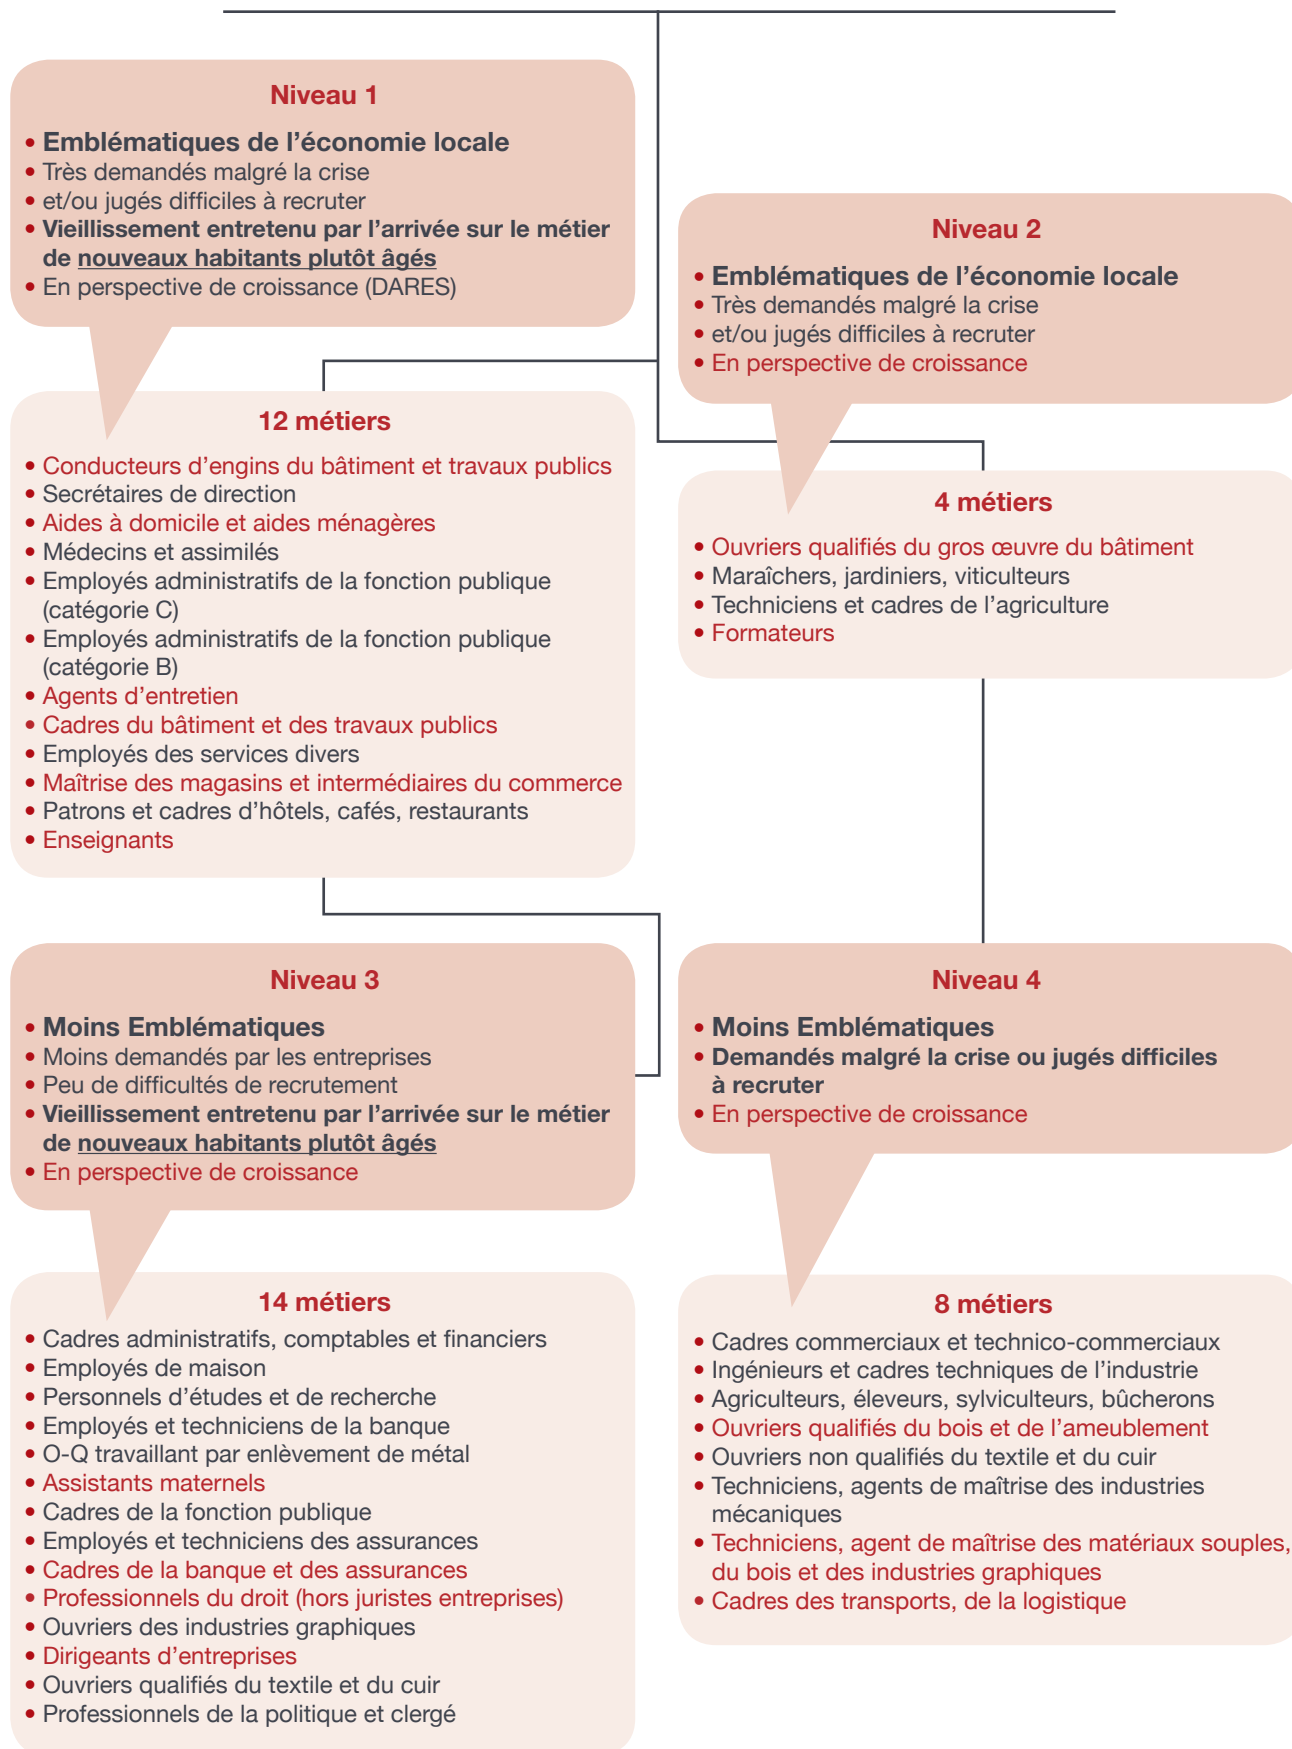 Niveau 1
• Emblématiques de l'économie locale
• Très demandés malgré la crise
• et/ou jugés difficiles à recruter
• Vieillissement entretenu par l'arrivée sur le métier
de nouveaux habitants plutôt âgés
• En perspective de croissance (DARES)
Niveau 2
• Emblématiques de l'économie locale
• Très demandés malgré la crise
• et/ou jugés difficiles à recruter
• En perspective de croissance
12 métiers
• Conducteurs d'engins du bâtiment et travaux publics
• Secrétaires de direction
• Aides à domicile et aides ménagères
• Médecins et assimilés
• Employés administratifs de la fonction publique
(catégorie C)
• Employés administratifs de la fonction publique
(catégorie B)
• Agents d'entretien
• Cadres du bâtiment et des travaux publics
• Employés des services divers
• Maîtrise des magasins et intermédiaires du commerce
• Patrons et cadres d'hôtels, cafés, restaurants
• Enseignants
4 métiers
• Ouvriers qualifiés du gros œuvre du bâtiment
• Maraîchers, jardiniers, viticulteurs
• Techniciens et cadres de l'agriculture
• Formateurs
Niveau 3
• Moins Emblématiques
• Moins demandés par les entreprises
• Peu de difficultés de recrutement
• Vieillissement entretenu par l'arrivée sur le métier
de nouveaux habitants plutôt âgés
• En perspective de croissance
Niveau 4
• Moins Emblématiques
• Demandés malgré la crise ou jugés difficiles
à recruter
• En perspective de croissance
14 métiers
• Cadres administratifs, comptables et financiers
• Employés de maison
• Personnels d'études et de recherche
• Employés et techniciens de la banque
• O-Q travaillant par enlèvement de métal
• Assistants maternels
• Cadres de la fonction publique
• Employés et techniciens des assurances
• Cadres de la banque et des assurances
• Professionnels du droit (hors juristes entreprises)
• Ouvriers des industries graphiques
• Dirigeants d'entreprises
• Ouvriers qualifiés du textile et du cuir
• Professionnels de la politique et clergé
8 métiers
• Cadres commerciaux et technico-commerciaux
• Ingénieurs et cadres techniques de l'industrie
• Agriculteurs, éleveurs, sylviculteurs, bûcherons
• Ouvriers qualifiés du bois et de l'ameublement
• Ouvriers non qualifiés du textile et du cuir
• Techniciens, agents de maîtrise des industries
mécaniques
• Techniciens, agent de maîtrise des matériaux souples,
du bois et des industries graphiques
• Cadres des transports, de la logistique